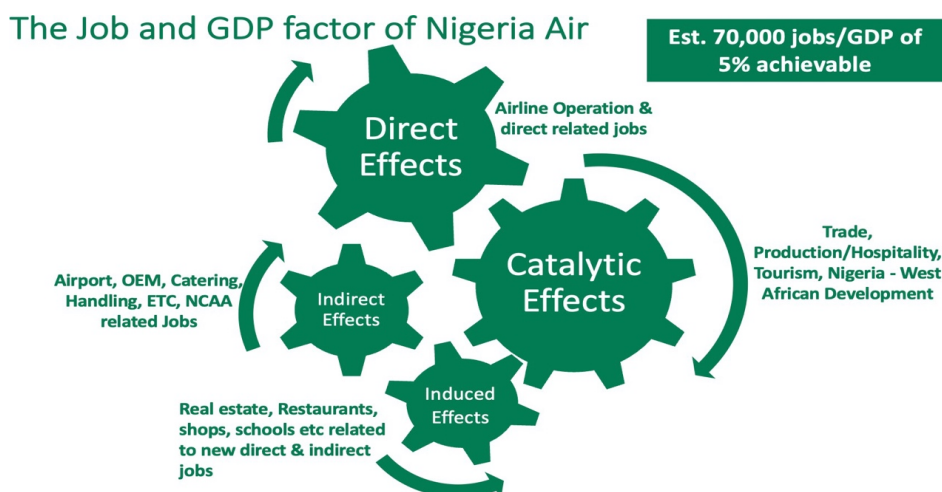 The Job and GDP factor of Nigeria Air
Est. 70,000 jobs/GDP of
5% achievable
Direct
Effects
Airline Operation &
direct related jobs
Catalytic
Effects
Trade,
Production/Hospitality,
Tourism, Nigeria - West
African Development
Airport, OEM, Catering,
Handling, ETC, NCAA
related Jobs
Indirect
Effects
Induced
Effects
Real estate, Restaurants,
shops, schools etc related
to new direct & indirect
jobs